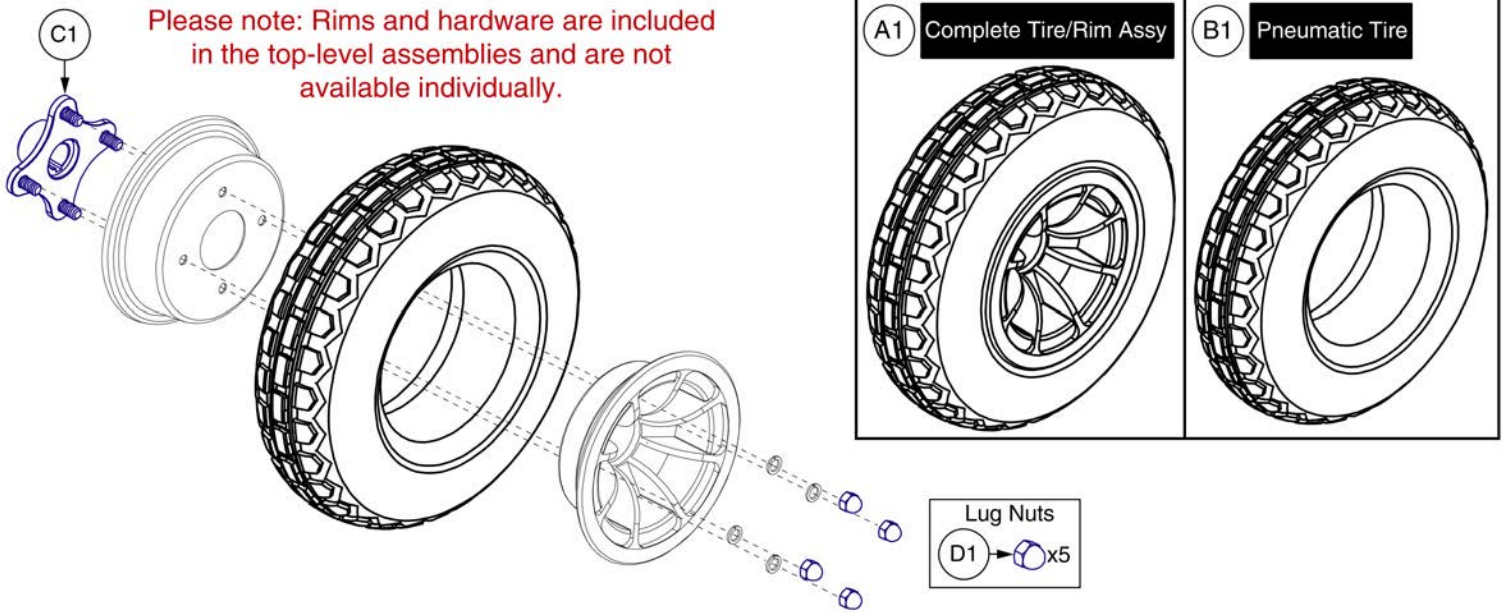 C1
Please note: Rims and hardware are included
in the top-level assemblies and are not
available individually.
A1 Complete Tire/Rim Assy
B1 Pneumatic Tire
Lug Nuts
D1 x5